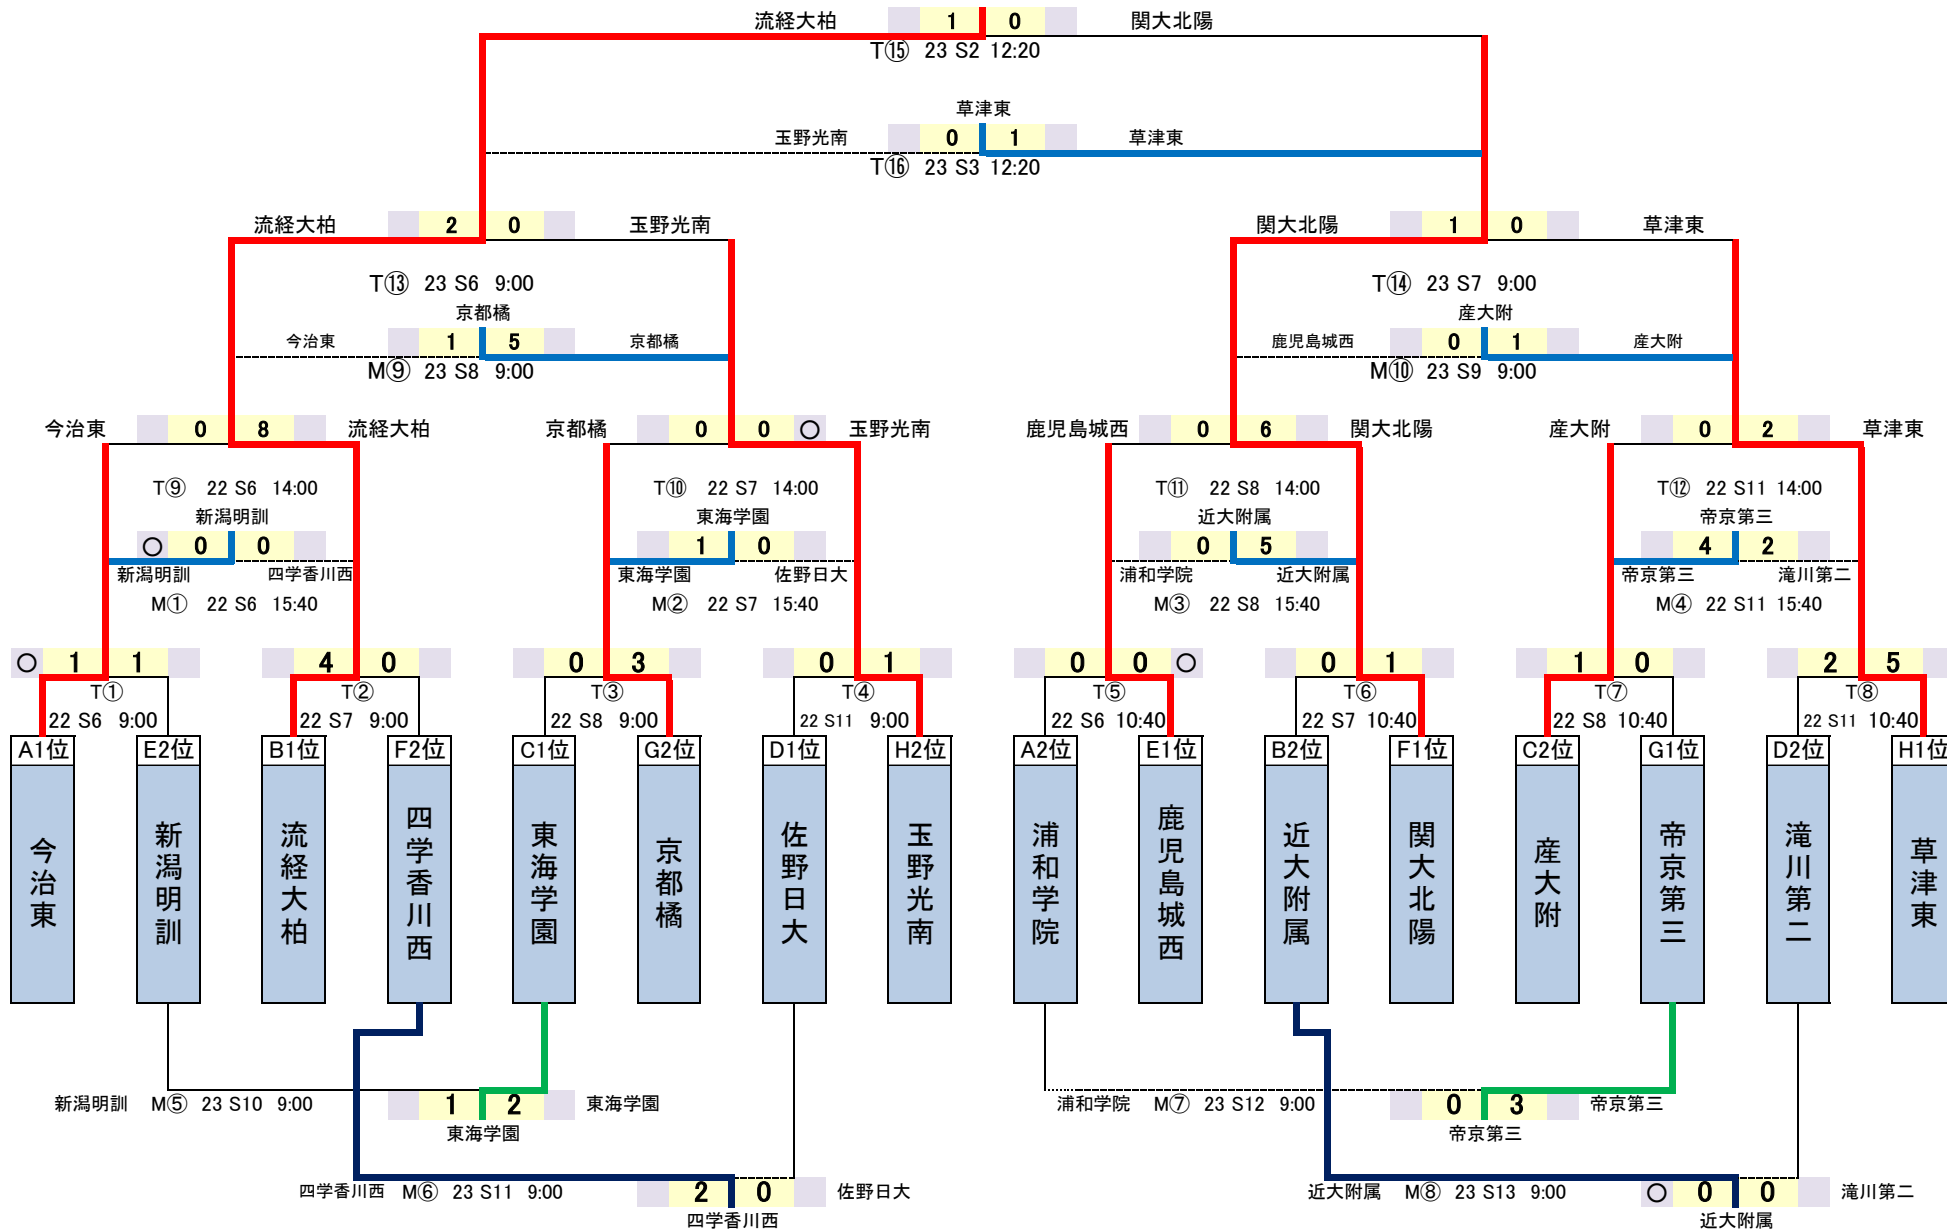 流経大柏 1 0 関大北陽
T⑮ 23 S2 12:20
草津東
玉野光南 0 1 草津東
T⑯ 23 S3 12:20
流経大柏 2 0 玉野光南 関大北陽 1 0 草津東
T⑬ 23 S6 9:00 T⑭ 23 S7 9:00
京都橘 産大附
今治東 1 5 京都橘 鹿児島城西 0 1 産大附
M⑨ 23 S8 9:00 M⑩ 23 S9 9:00
今治東 0 8 流経大柏 京都橘 0 0 ○ 玉野光南 鹿児島城西 0 6 関大北陽 産大附 0 2 草津東
T⑨ 22 S6 14:00 T⑩ 22 S7 14:00 T⑪ 22 S8 14:00 T⑫ 22 S11 14:00
新潟明訓 東海学園 近大附属 帝京第三
○ 0 0 1 0 0 5 4 2
新潟明訓 四学香川西 東海学園 佐野日大 浦和学院 近大附属 帝京第三 滝川第二
M① 22 S6 15:40 M② 22 S7 15:40 M③ 22 S8 15:40 M④ 22 S11 15:40
○ 1 1 4 0 0 3 0 1 0 0 ○ 0 1 1 0 2 5
T① T② T③ T④ T⑤ T⑥ T⑦ T⑧
22 S6 9:00 22 S7 9:00 22 S8 9:00 22 S11 9:00 22 S6 10:40 22 S7 10:40 22 S8 10:40 22 S11 10:40
A1位 E2位 B1位 F2位 C1位 G2位 D1位 H2位 A2位 E1位 B2位 F1位 C2位 G1位 D2位 H1位
今治東
新潟明訓
流経大柏
四学香川西
東海学園
京都橘
佐野日大
玉野光南
浦和学院
鹿児島城西
近大附属
関大北陽
産大附
帝京第三
滝川第二
草津東
新潟明訓 M⑤ 23 S10 9:00 1 2 東海学園 浦和学院 M⑦ 23 S12 9:00 0 3 帝京第三
東海学園 帝京第三
四学香川西 M⑥ 23 S11 9:00 2 0 佐野日大 近大附属 M⑧ 23 S13 9:00 ○ 0 0 滝川第二
四学香川西 近大附属